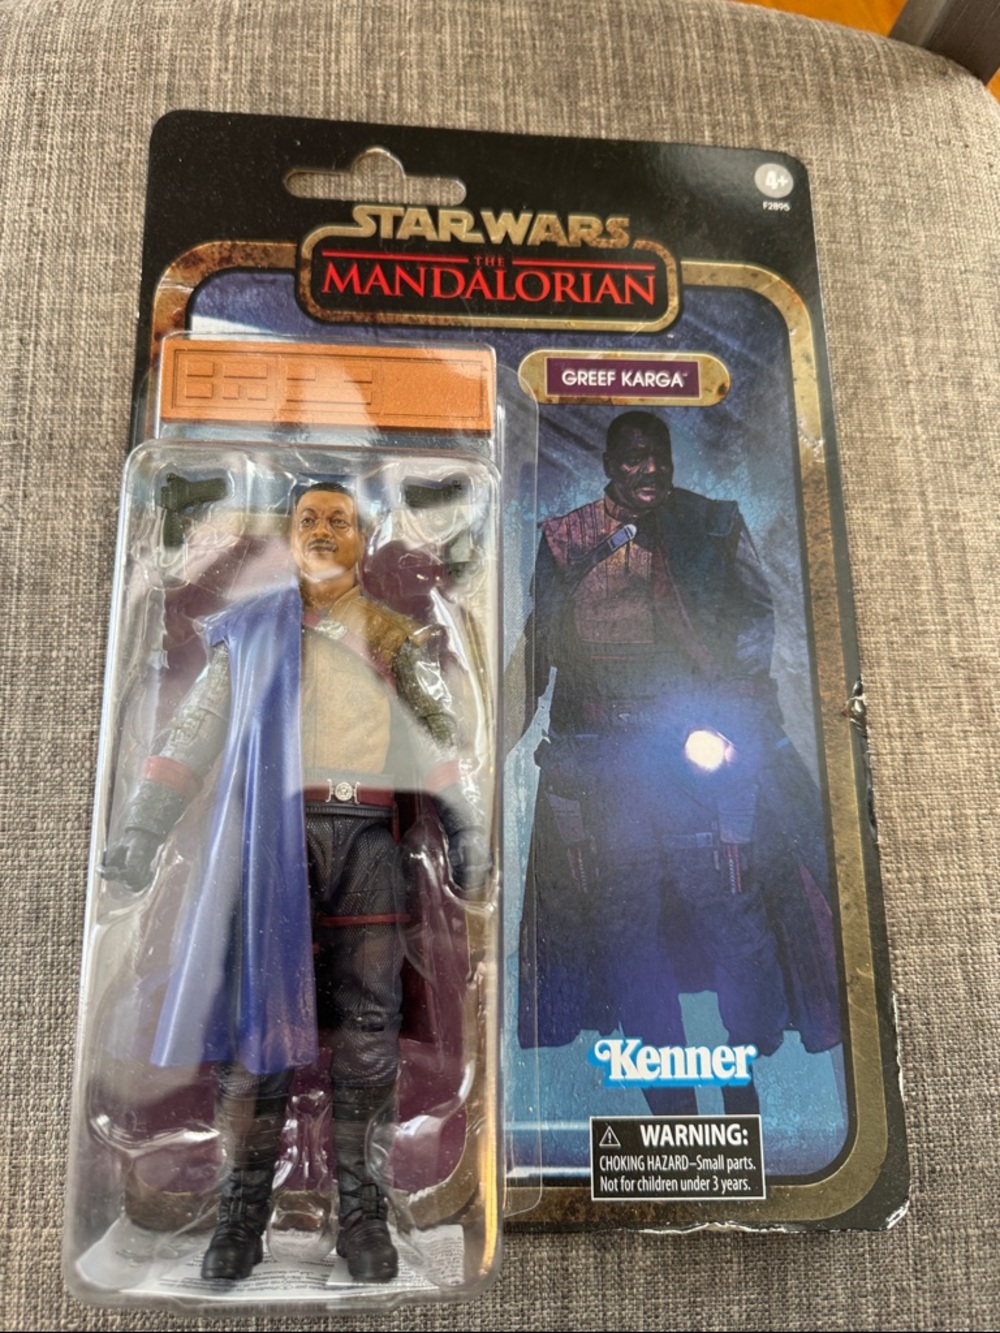 4+
F2895
STAR WARS
THE
MANDALORIAN
GREEF KARGA™
Kenner
WARNING:
CHOKING HAZARD–Small parts.
Not for children under 3 years.